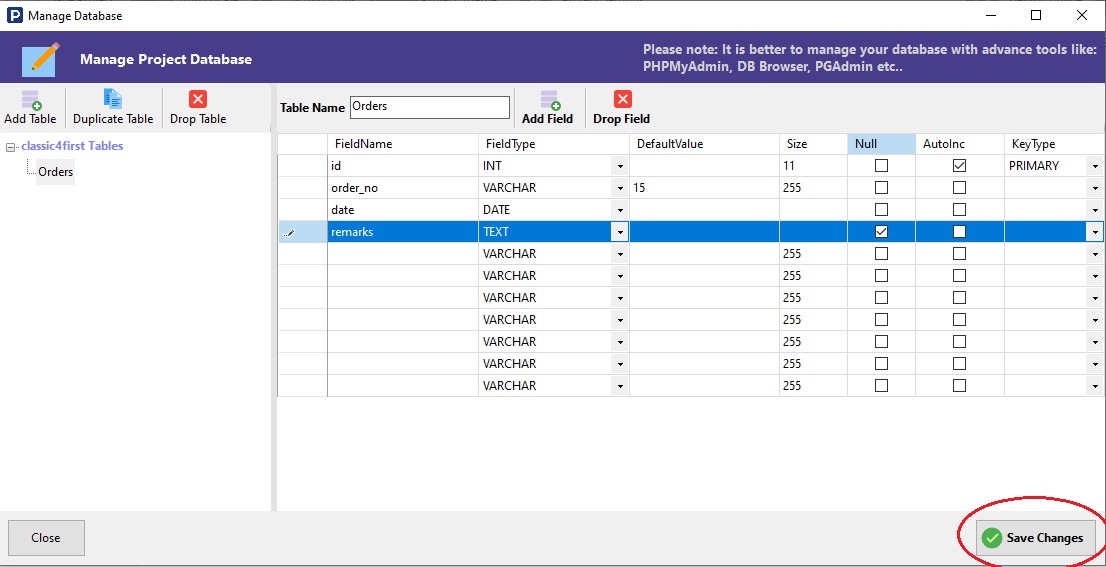 Manage Database
Manage Project Database
Please note: It is better to manage your database with advance tools like:
PHPMyAdmin, DB Browser, PGAdmin etc..
Add Table Duplicate Table Drop Table
Table Name Orders Add Field Drop Field
classic4first Tables
Orders
FieldName FieldType DefaultValue Size Null AutoInc KeyType
id INT 11 PRIMARY
order_no VARCHAR 15 255
date DATE
remarks TEXT
VARCHAR 255
VARCHAR 255
VARCHAR 255
VARCHAR 255
VARCHAR 255
VARCHAR 255
VARCHAR 255
Close
Save Changes